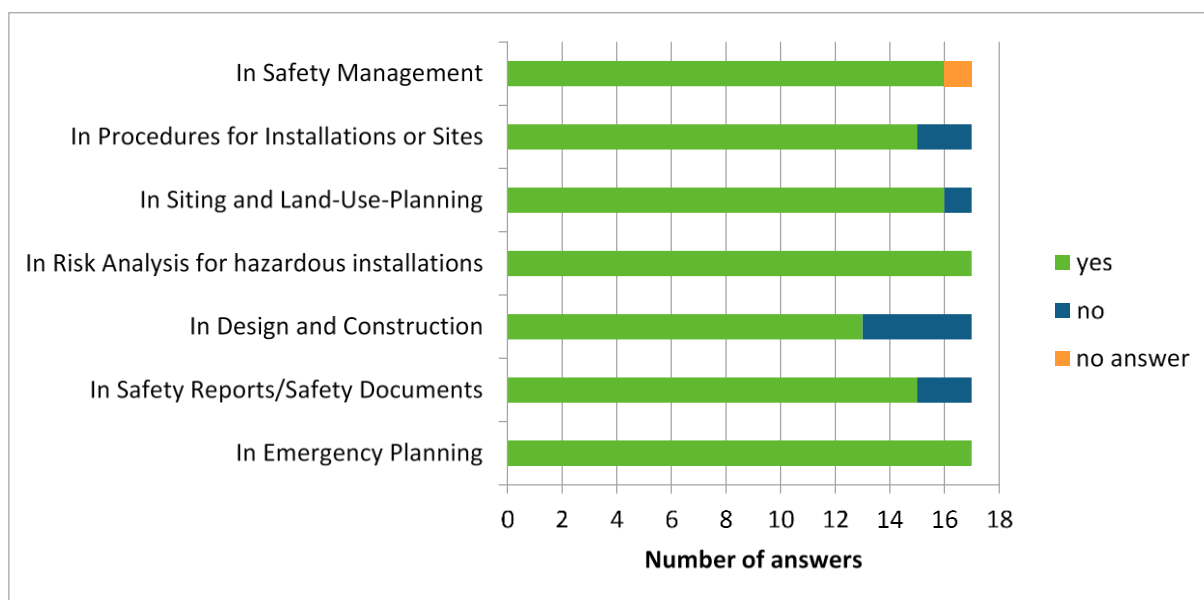 In Safety Management
In Procedures for Installations or Sites
In Siting and Land-Use-Planning
In Risk Analysis for hazardous installations
In Design and Construction
In Safety Reports/Safety Documents
In Emergency Planning
0 2 4 6 8 10 12 14 16 18
Number of answers
yes
no
no answer